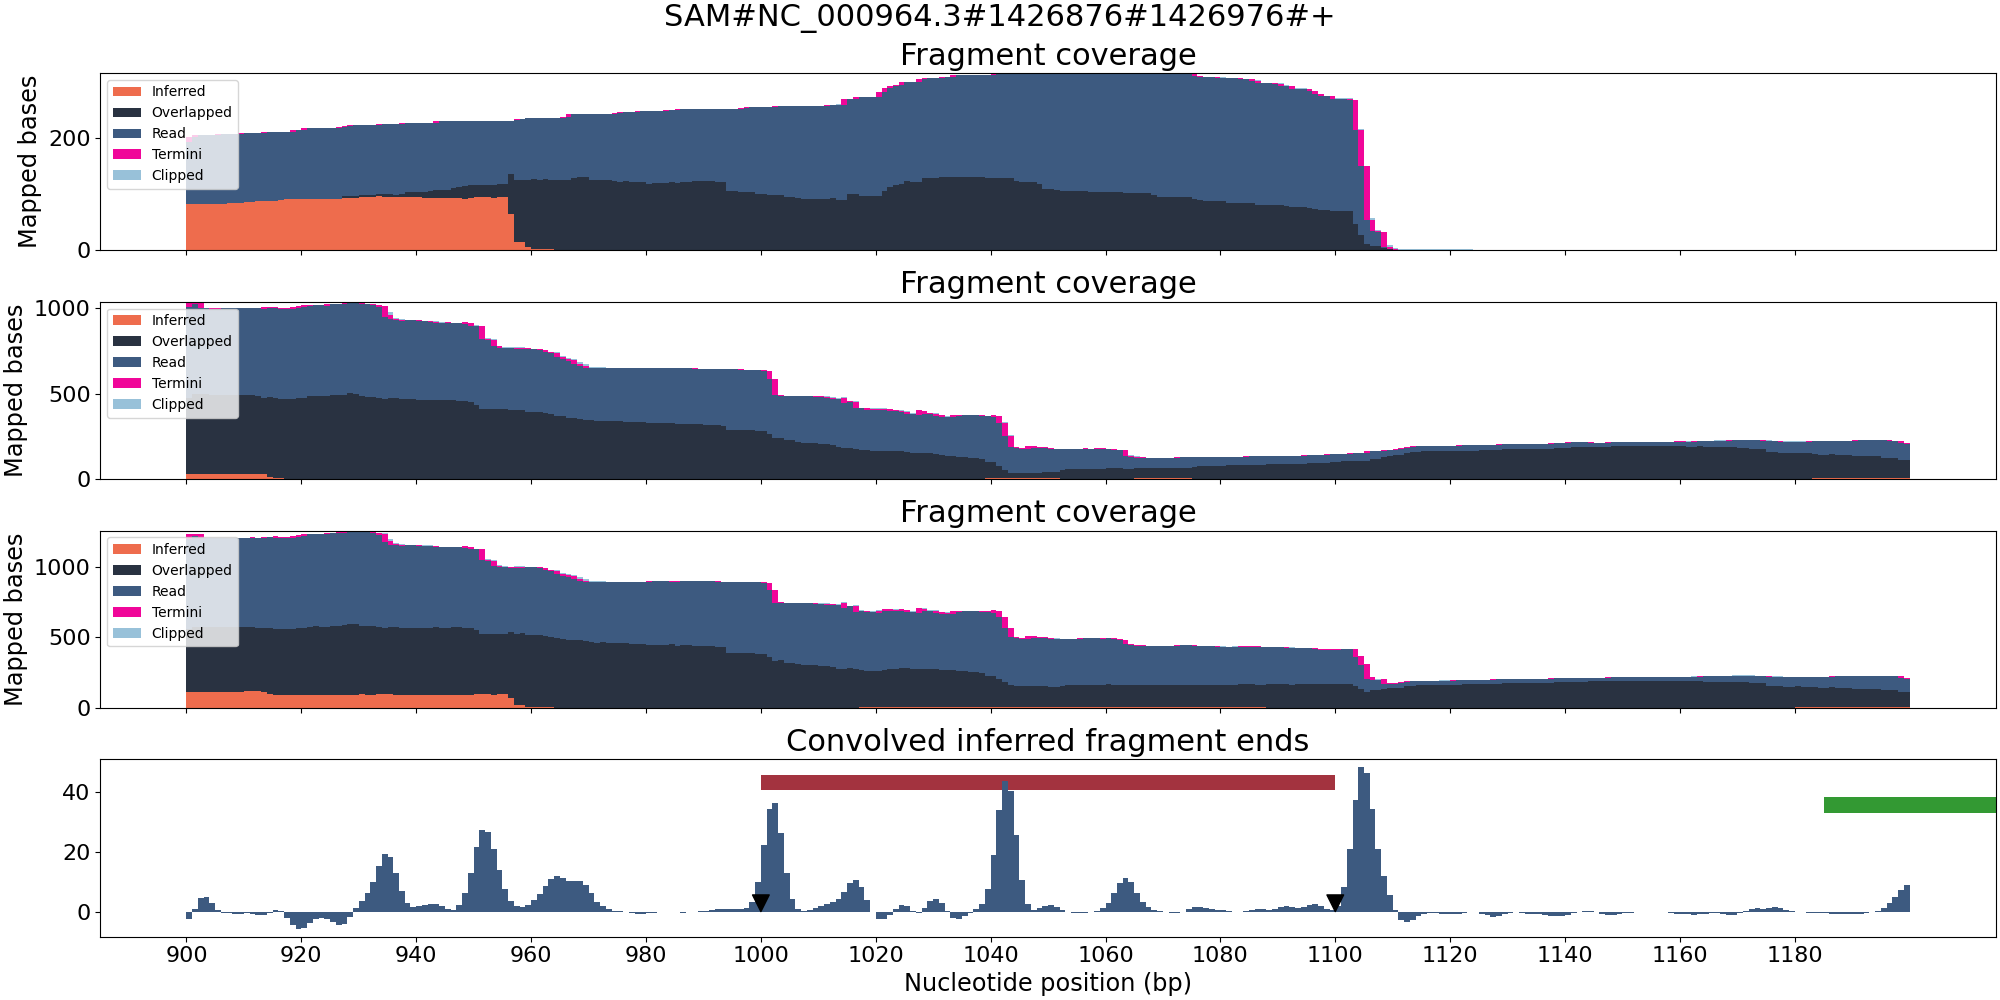 SAM#NC_000964.3#1426876#1426976#+
Fragment coverage
Mapped bases
200
0
Inferred
Overlapped
Read
Termini
Clipped
Fragment coverage
Mapped bases
1000
500
0
Inferred
Overlapped
Read
Termini
Clipped
Fragment coverage
Mapped bases
1000
500
0
Inferred
Overlapped
Read
Termini
Clipped
Convolved inferred fragment ends
40
20
0
900 920 940 960 980 1000 1020 1040 1060 1080 1100 1120 1140 1160 1180
Nucleotide position (bp)